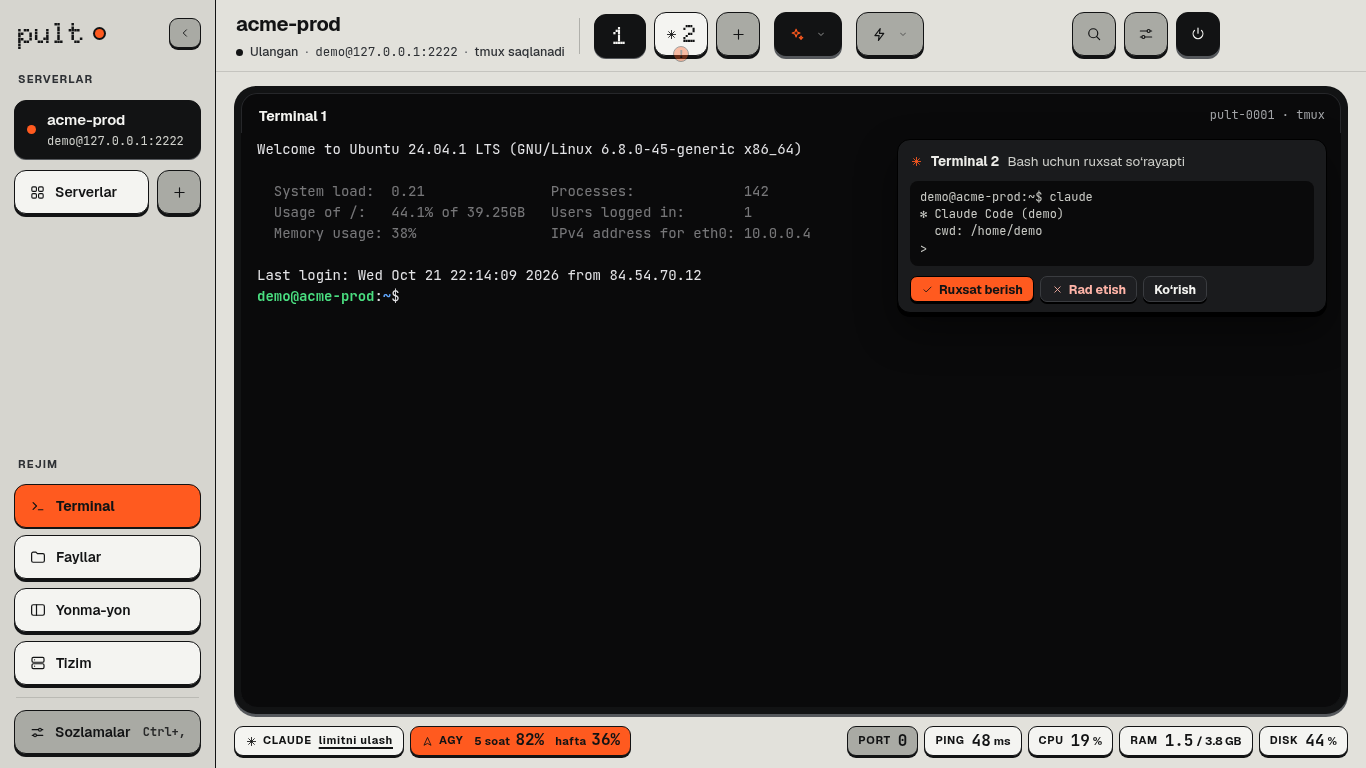 pult
SERVERLAR
acme-prod
demo@127.0.0.1:2222
Serverlar
REJIM
Terminal
Fayllar
Yonma-yon
Tizim
Sozlamalar Ctrl+,
acme-prod
Ulangan · demo@127.0.0.1:2222 · tmux saqlanadi
1
2
Terminal 1
pult-0001 · tmux
Welcome to Ubuntu 24.04.1 LTS (GNU/Linux 6.8.0-45-generic x86_64)
System load: 0.21 Processes: 142
Usage of /: 44.1% of 39.25GB Users logged in: 1
Memory usage: 38% IPv4 address for eth0: 10.0.0.4
Last login: Wed Oct 21 22:14:09 2026 from 84.54.70.12
demo@acme-prod:~$
Terminal 2 Bash uchun ruxsat so‘rayapti
demo@acme-prod:~$ claude
✻ Claude Code (demo)
cwd: /home/demo
>
Ruxsat berish
Rad etish
Ko‘rish
CLAUDE limitni ulash
AGY 5 soat 82% hafta 36%
PORT 0
PING 48 ms
CPU 19 %
RAM 1.5 / 3.8 GB
DISK 44 %